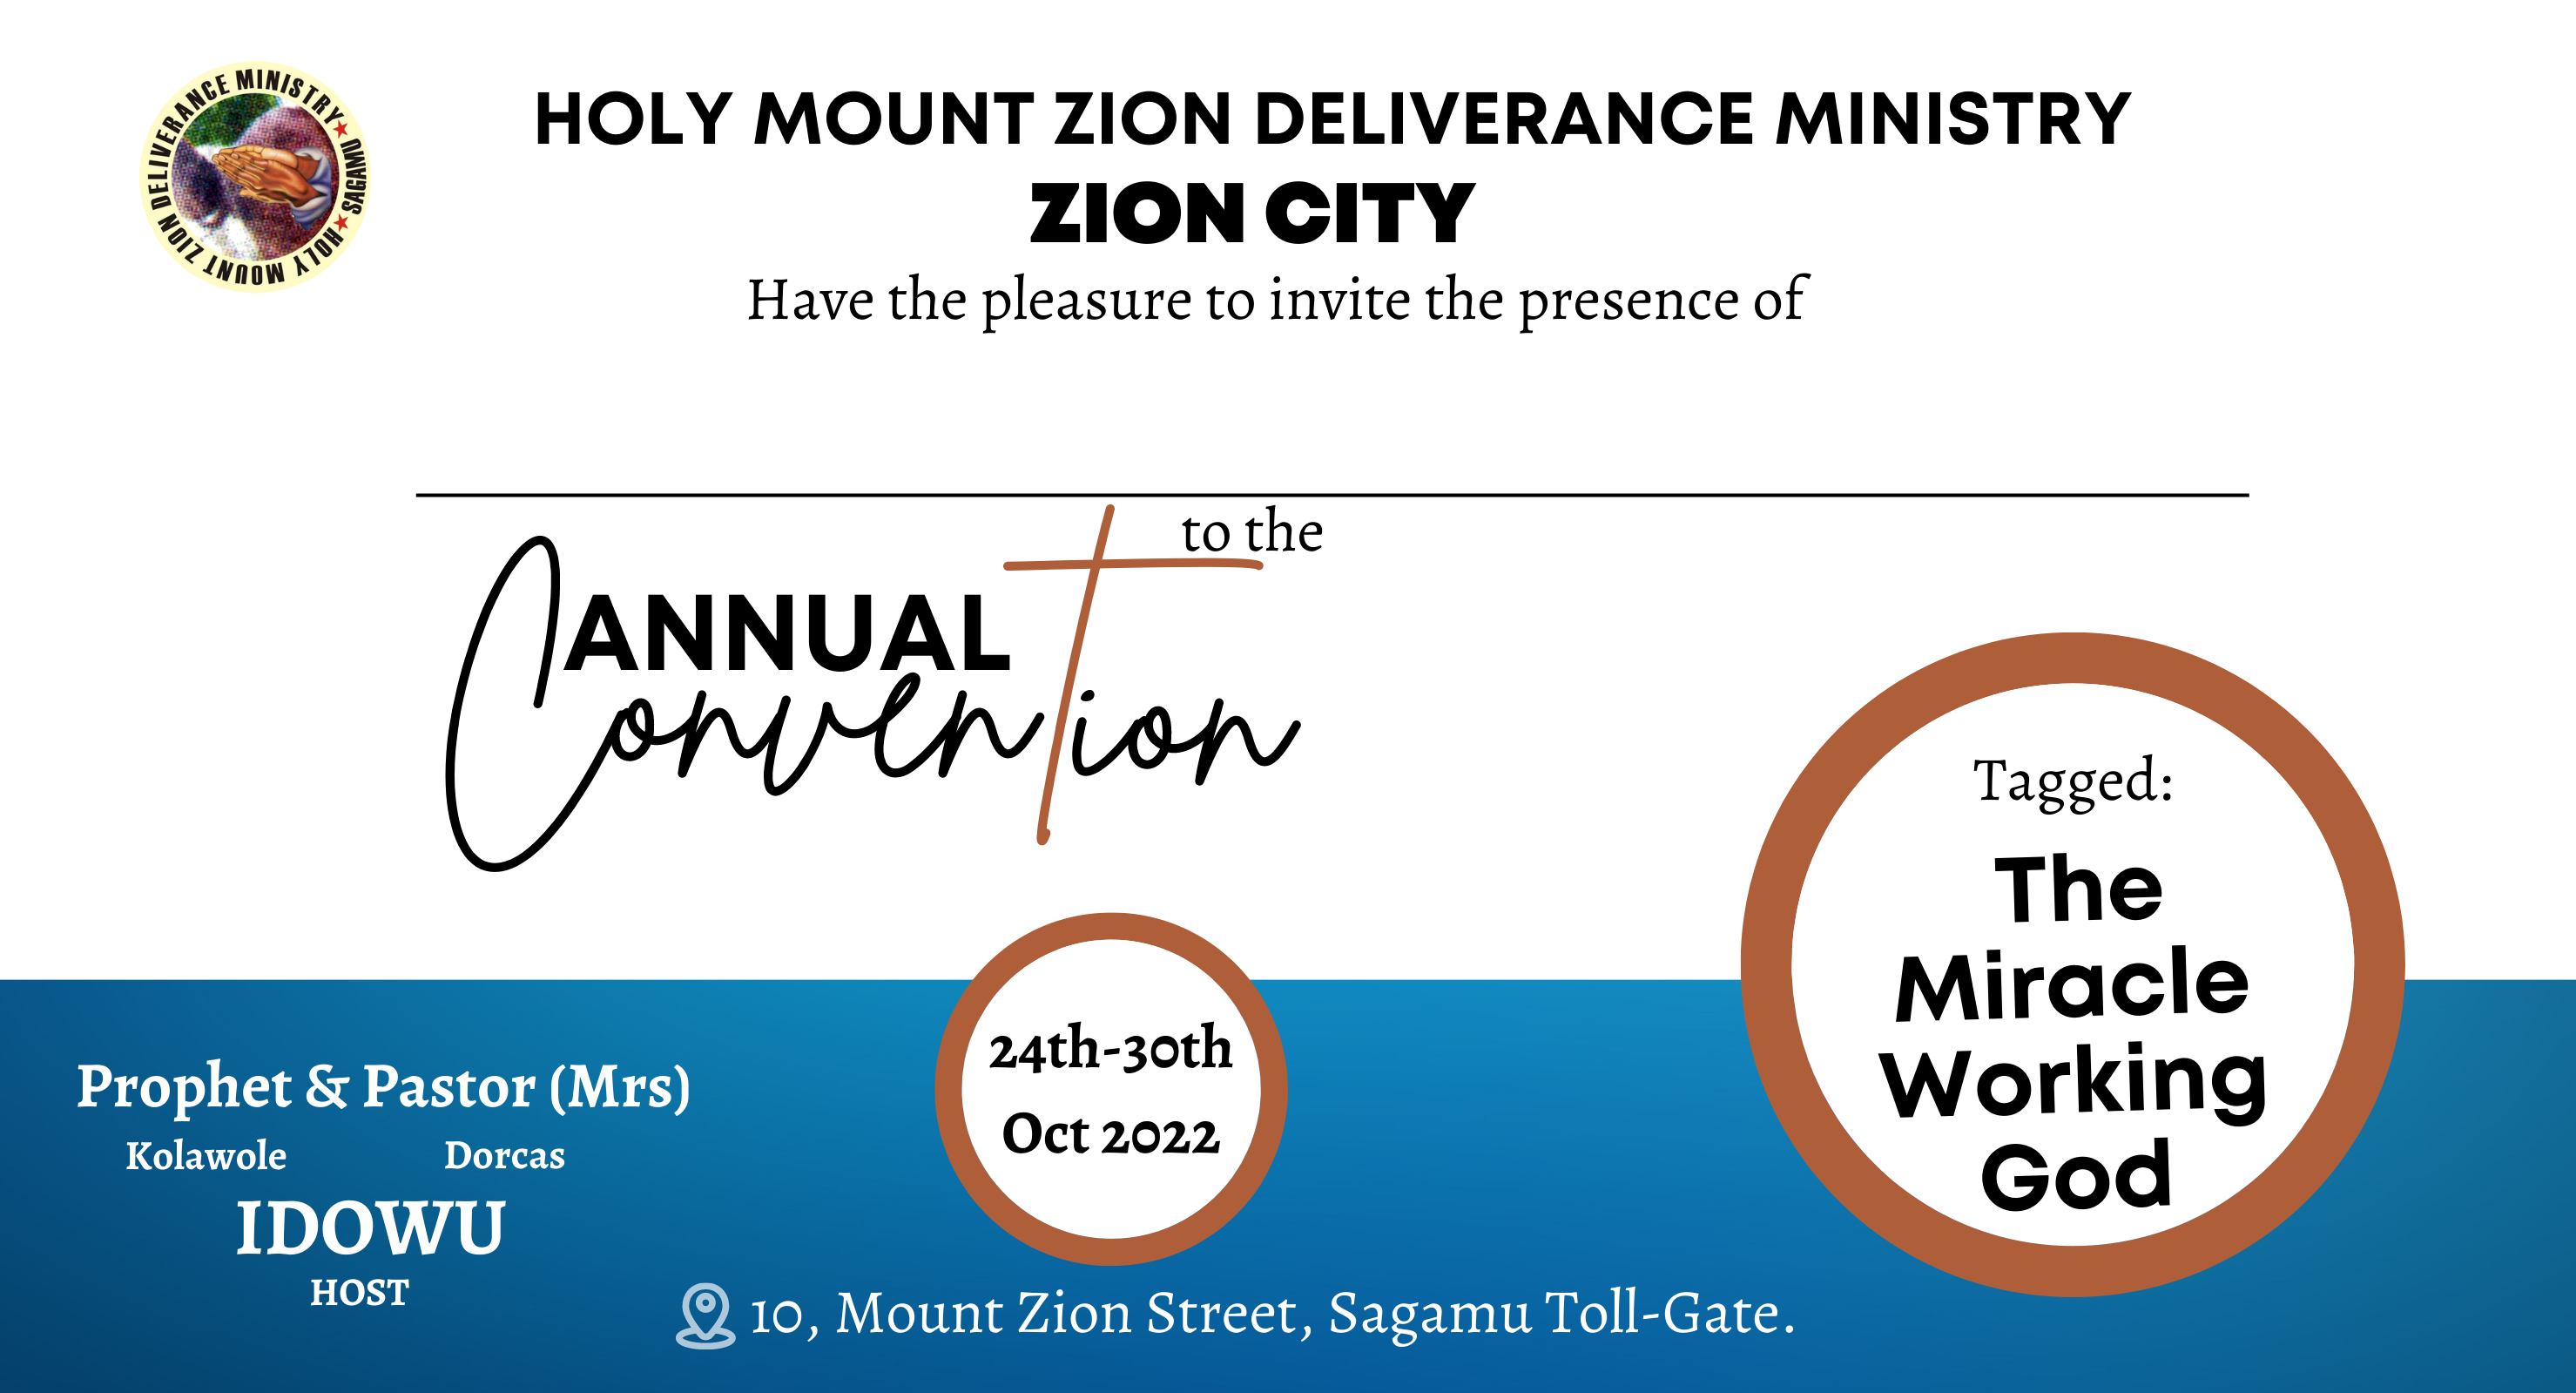 HOLY MOUNT ZION DELIVERANCE MINISTRY★ SAGAMU★
HOLY MOUNT ZION DELIVERANCE MINISTRY
ZION CITY
Have the pleasure to invite the presence of
to the
ANNUAL
Convention
Tagged:
The
Miracle
Working
God
24th-30th
Oct 2022
Prophet & Pastor (Mrs)
Kolawole Dorcas
IDOWU
HOST
10, Mount Zion Street, Sagamu Toll-Gate.